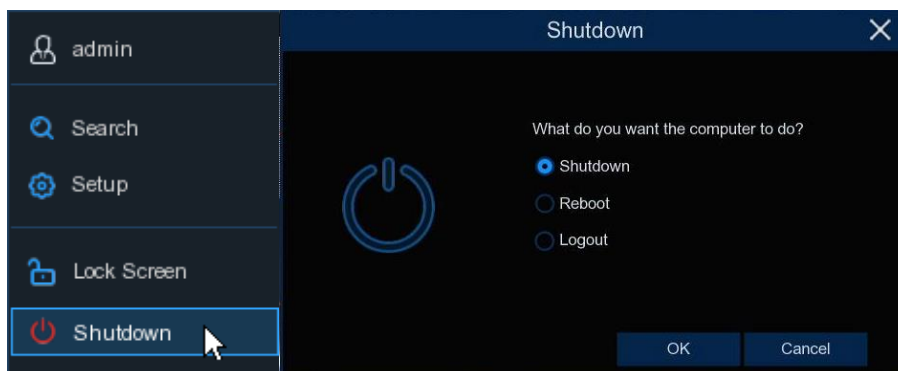 admin
Search
Setup
Lock Screen
Shutdown
Shutdown
What do you want the computer to do?
Shutdown
Reboot
Logout
OK
Cancel